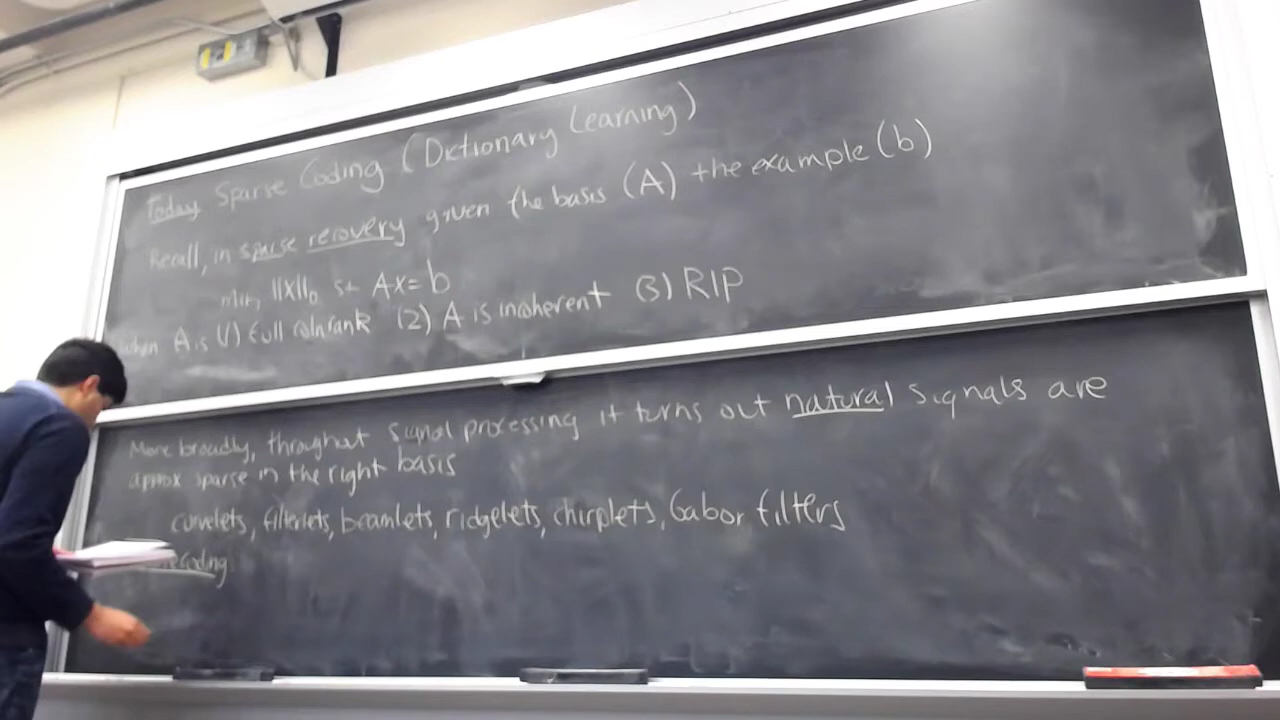 Today Sparse Coding (Dictionary Learning)
Recall, in sparse recovery given the basis (A) the example (b)
min ||x||₀ st Ax=b
when A is (1) full coln rank (2) A is incoherent (3) RIP
More broadly, throughout signal processing it turns out natural signals are
approx sparse in the right basis
curvelets, filterlets, beamlets, ridgelets, chirplets, Gabor filters
Coding